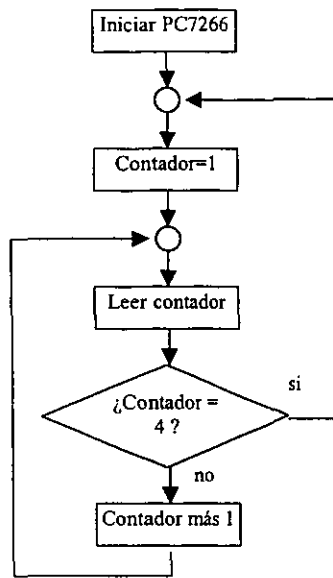 Iniciar PC7266
Contador=1
Leer contador
¿Contador =
4 ?
si
no
Contador más 1